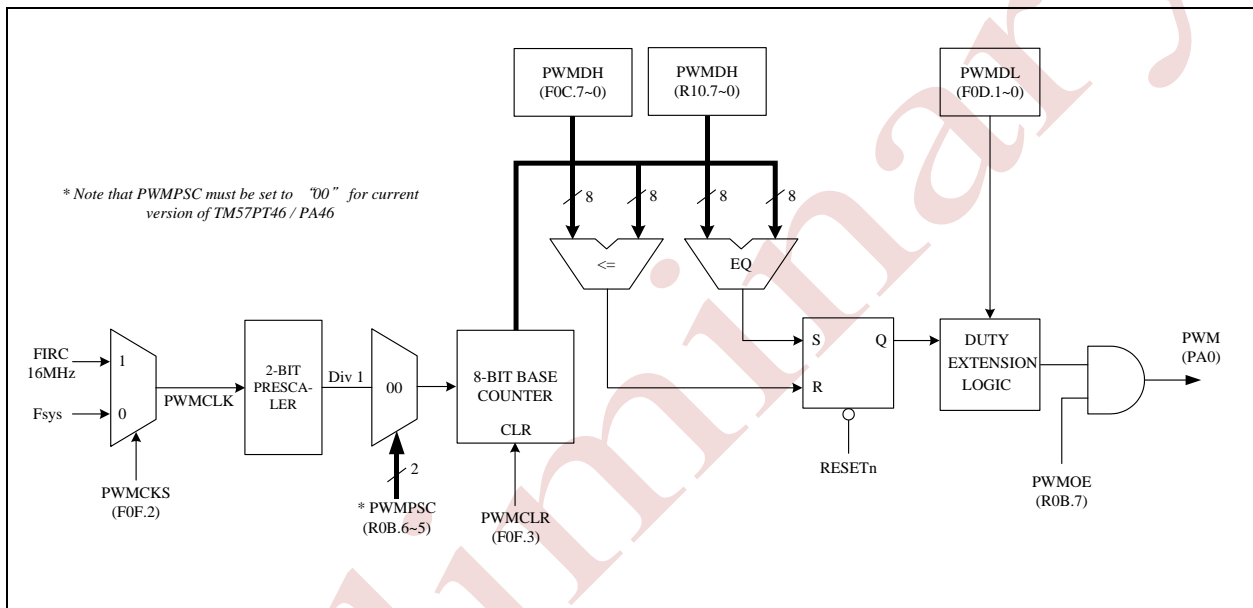 PWMDH
(F0C.7~0)
PWMDH
(R10.7~0)
PWMDL
(F0D.1~0)
* Note that PWMPSC must be set to “00” for current
version of TM57PT46 / PA46
8
8
8
8
<=
EQ
FIRC
16MHz
1
Fsys
0
PWMCLK
PWMCKS
(F0F.2)
2-BIT
PRESCA-
LER
Div 1
00
2
* PWMPSC
(R0B.6~5)
8-BIT BASE
COUNTER
CLR
PWMCLR
(F0F.3)
S
Q
R
RESETn
DUTY
EXTENSION
LOGIC
PWM
(PA0)
PWMOE
(R0B.7)